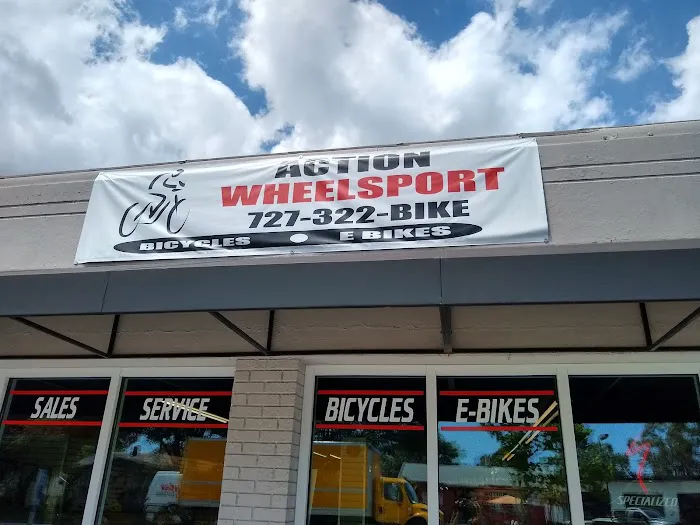 ACTION
WHEELSPORT
727-322-BIKE
BICYCLES • E BIKES
SALES
SERVICE
BICYCLES
E-BIKES
SPECIALIZED